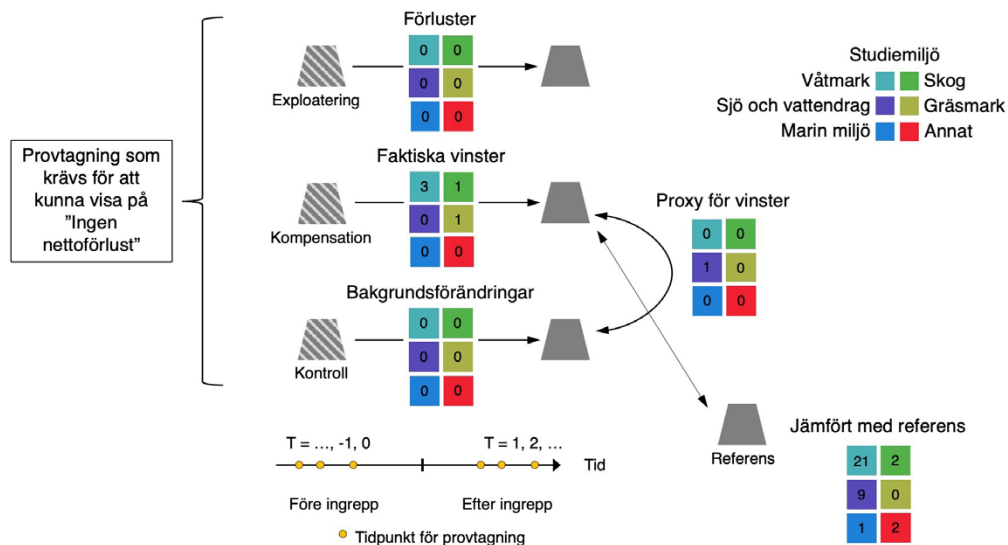 Förluster
0 0
0 0
0 0
Exploatering
Studiemiljö
Våtmark Skog
Sjö och vattendrag Gräsmark
Marin miljö Annat
Provtagning som
krävs för att
kunna visa på
"Ingen
nettoförlust"
Faktiska vinster
3 1
0 1
0 0
Kompensation
Proxy för vinster
0 0
1 0
0 0
Bakgrundsförändringar
0 0
0 0
0 0
Kontroll
Referens
Jämfört med referens
21 2
9 0
1 2
T = ..., -1, 0 T = 1, 2, ...
Tid
Före ingrepp Efter ingrepp
Tidpunkt för provtagning